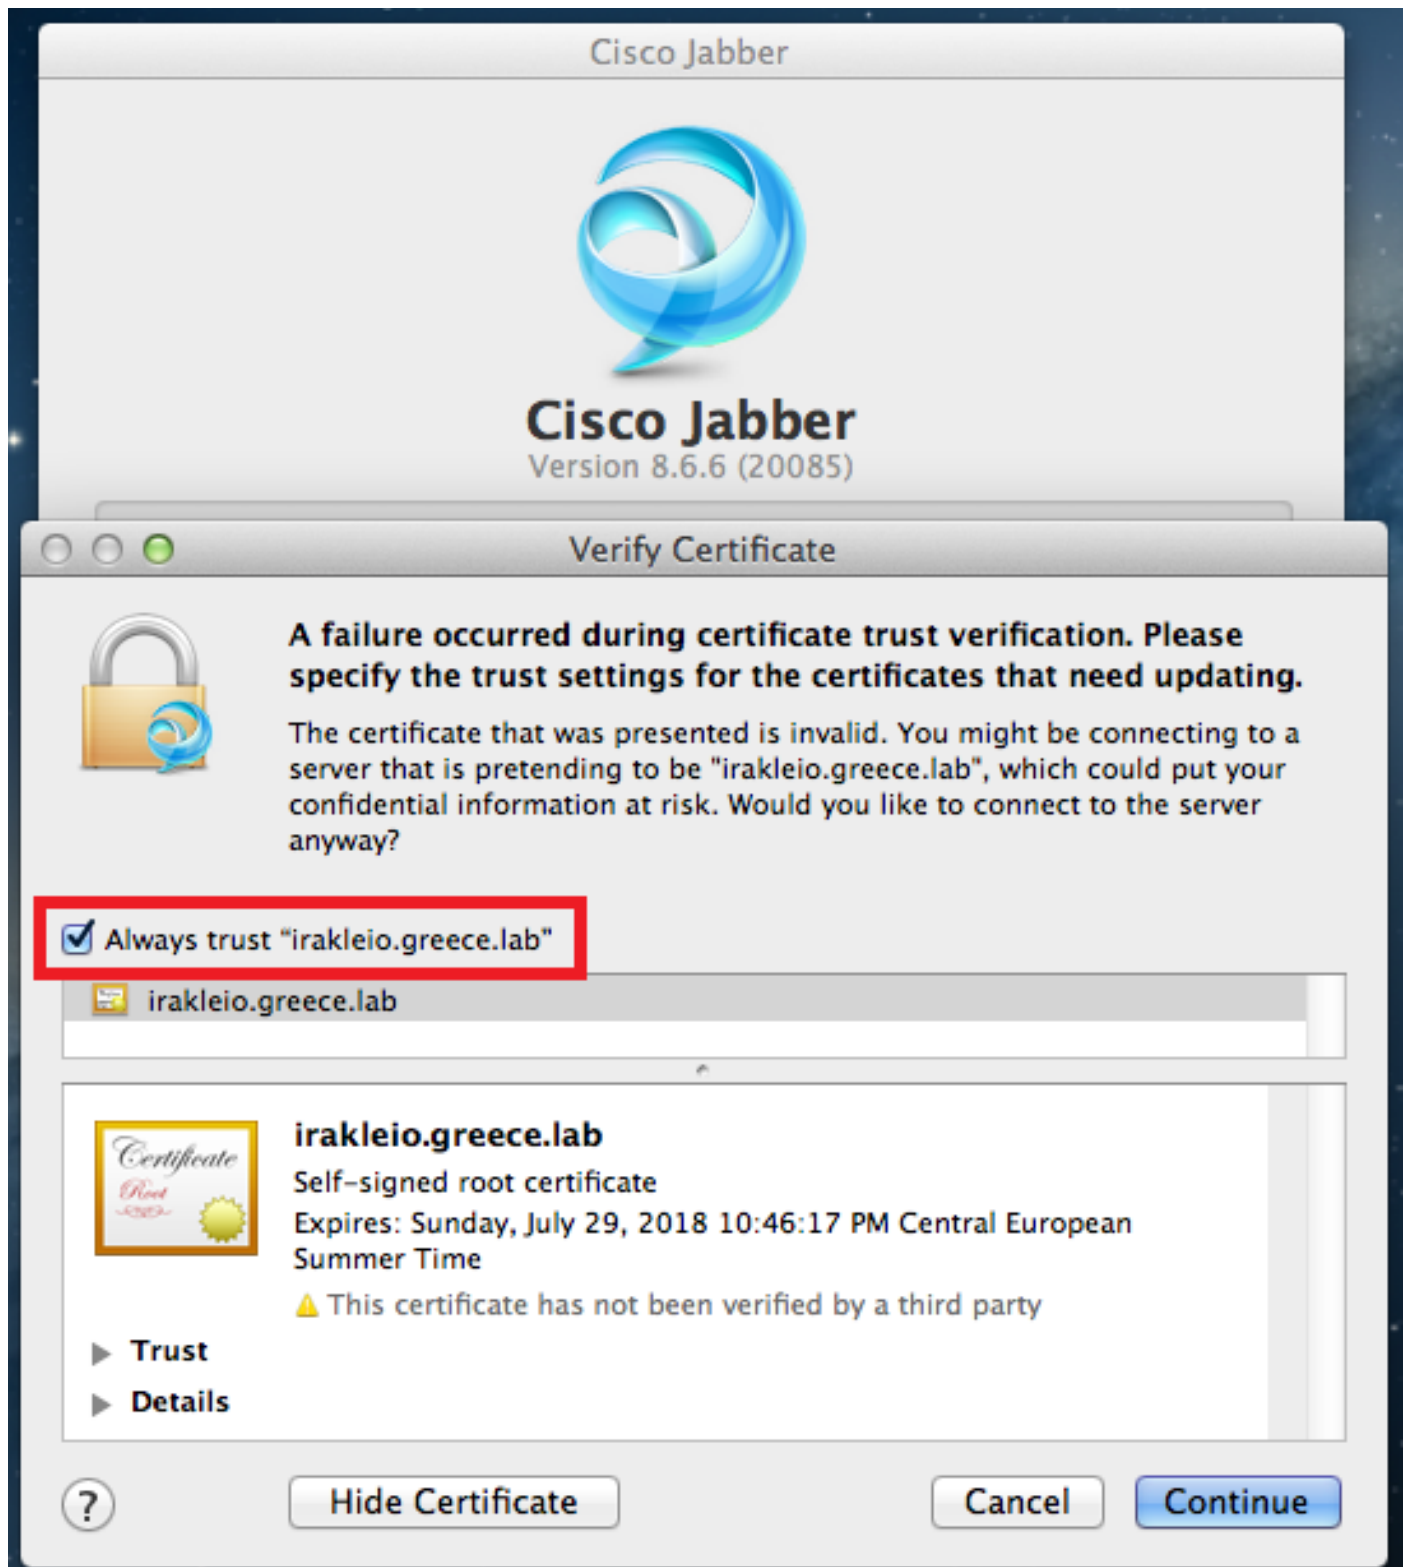 Cisco Jabber
Cisco Jabber
Version 8.6.6 (20085)
Verify Certificate
A failure occurred during certificate trust verification. Please
specify the trust settings for the certificates that need updating.
The certificate that was presented is invalid. You might be connecting to a
server that is pretending to be "irakleio.greece.lab", which could put your
confidential information at risk. Would you like to connect to the server
anyway?
Always trust “irakleio.greece.lab”
irakleio.greece.lab
Certificate
Root
irakleio.greece.lab
Self-signed root certificate
Expires: Sunday, July 29, 2018 10:46:17 PM Central European
Summer Time
This certificate has not been verified by a third party
Trust
Details
?
Hide Certificate
Cancel
Continue